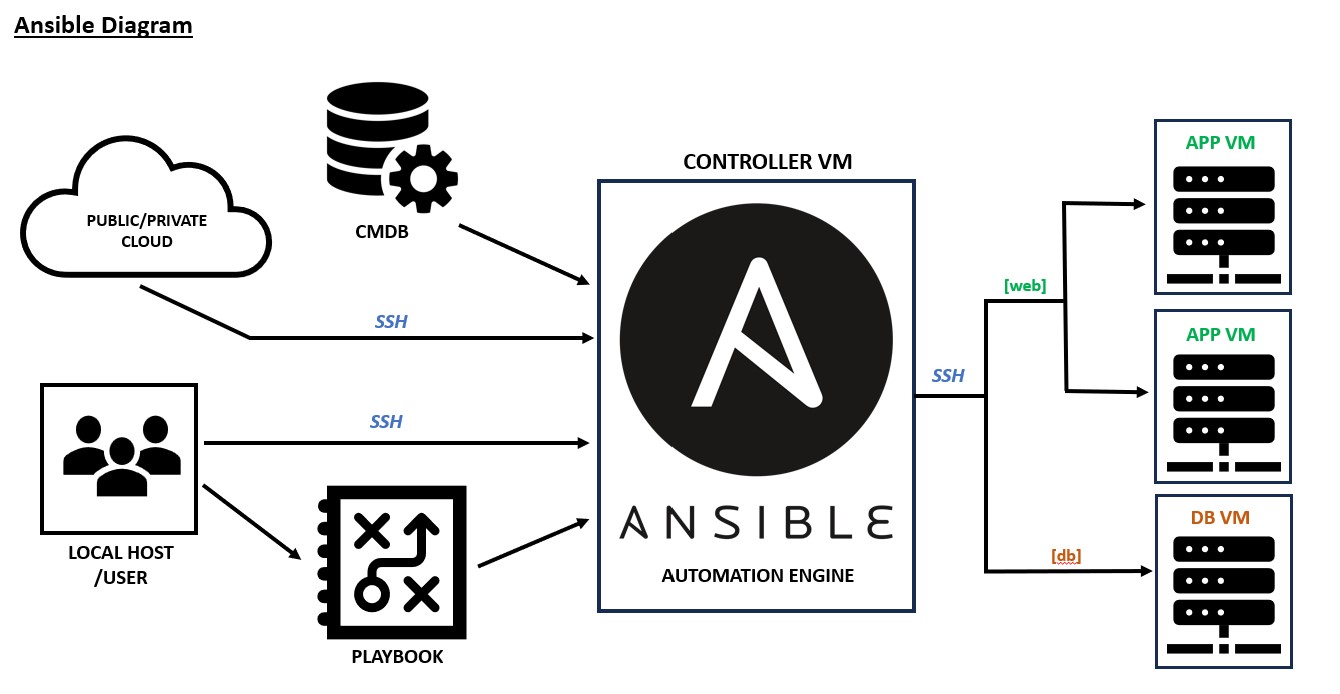 Ansible Diagram
PUBLIC/PRIVATE
CLOUD
CMDB
SSH
SSH
LOCAL HOST
/USER
PLAYBOOK
CONTROLLER VM
ANSIBLE
AUTOMATION ENGINE
SSH
[web]
[db]
APP VM
APP VM
DB VM